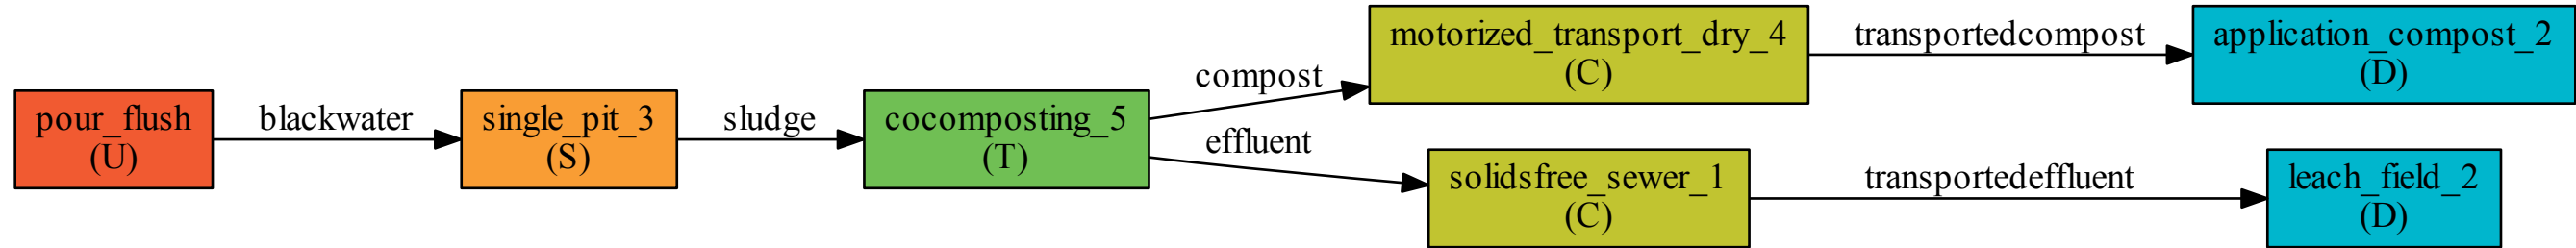 pour_flush
(U)
blackwater
single_pit_3
(S)
sludge
cocomposting_5
(T)
compost
effluent
motorized_transport_dry_4
(C)
transportedcompost
application_compost_2
(D)
solidsfree_sewer_1
(C)
transportedeffluent
leach_field_2
(D)